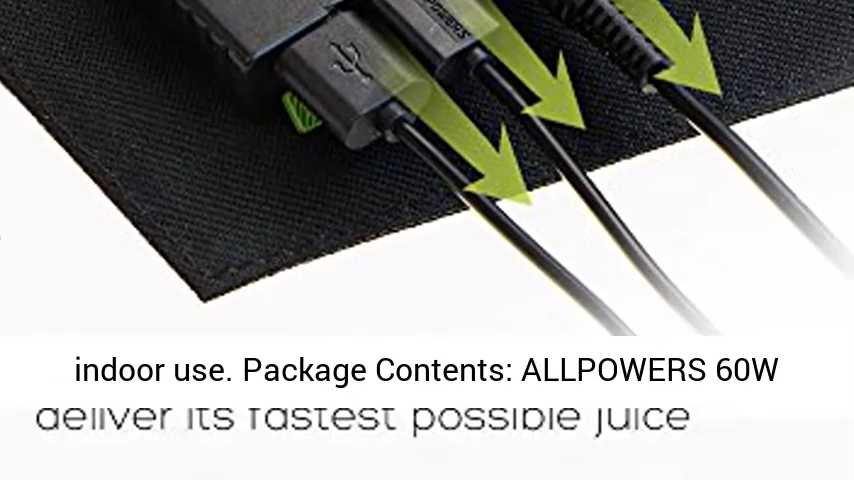 indoor use. Package Contents: ALLPOWERS 60W
deliver its fastest possible juice